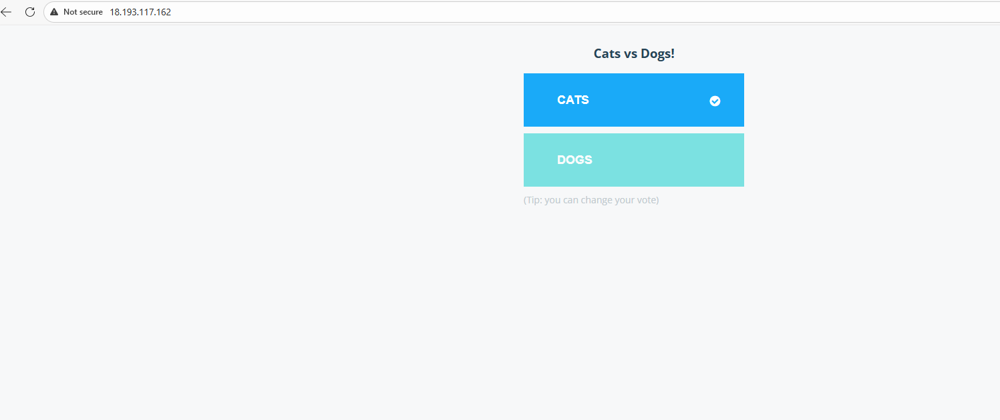 Not secure 18.193.117.162
Cats vs Dogs!
CATS
DOGS
(Tip: you can change your vote)